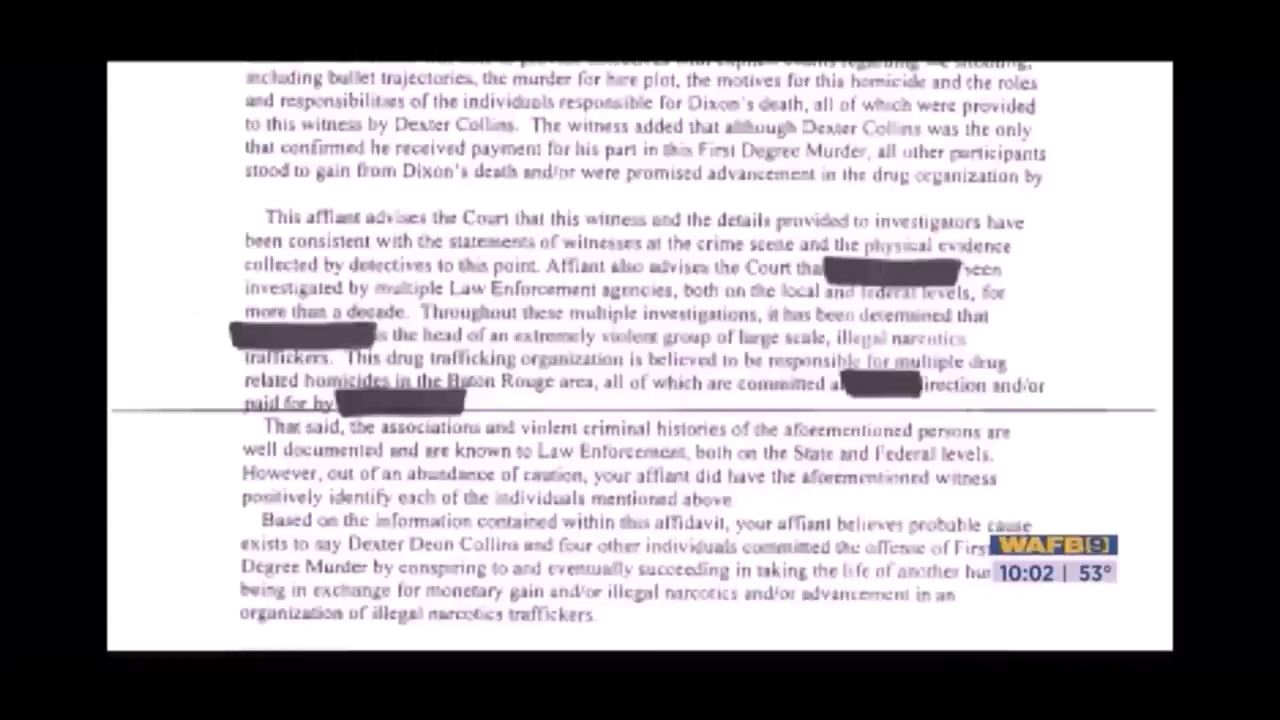 including bullet trajectories, the murder for hire plot, the motives for this homicide and the roles
and responsibilities of the individuals responsible for Dixon's death, all of which were provided
to this witness by Dexter Collins. The witness added that although Dexter Collins was the only
that confirmed he received payment for his part in this First Degree Murder, all other participants
stood to gain from Dixon's death and/or were promised advancement in the drug organization by
This affiant advises the Court that this witness and the details provided to investigators have
been consistent with the statements of witnesses at the crime scene and the physical evidence
collected by detectives to this point. Affiant also advises the Court tha een
investigated by multiple Law Enforcement agencies, both on the local and federal levels, for
more than a decade. Throughout these multiple investigations, it has been determined that
is the head of an extremely violent group of large scale, illegal narcotics
traffickers. This drug trafficking organization is believed to be responsible for multiple drug
related homicides in the Baton Rouge area, all of which are committed a irection and/or
paid for by
That said, the associations and violent criminal histories of the aforementioned persons are
well documented and are known to Law Enforcement, both on the State and Federal levels.
However, out of an abundance of caution, your affiant did have the aforementioned witness
positively identify each of the individuals mentioned above
Based on the information contained within this affidavit, your affiant believes probable cause
exists to say Dexter Deon Collins and four other individuals committed the offense of First
Degree Murder by conspiring to and eventually succeeding in taking the life of another hu
being in exchange for monetary gain and/or illegal narcotics and/or advancement in an
organization of illegal narcotics traffickers.
WAFB 9
10:02 | 53°